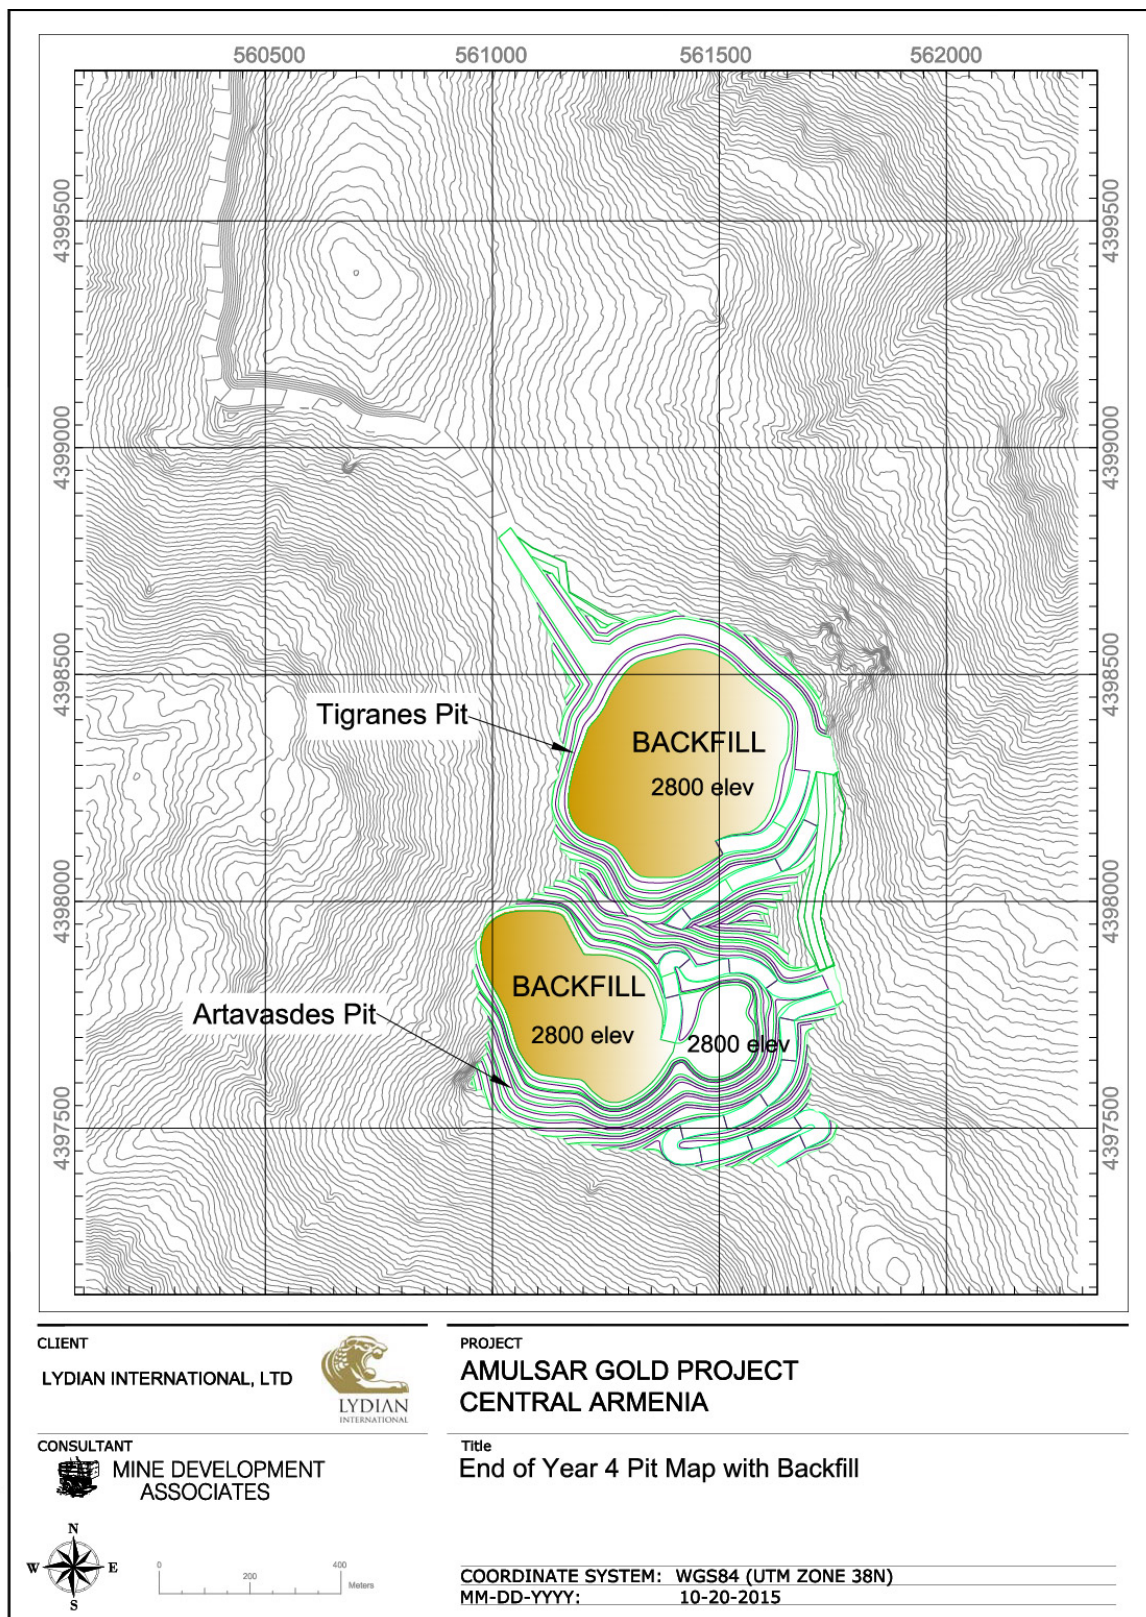 560500 561000 561500 562000
4399500 4399500
4399000 4399000
4398500 4398500
Tigranes Pit
BACKFILL
2800 elev
4398000 4398000
BACKFILL
2800 elev
2800 elev
Artavasdes Pit
4397500 4397500
CLIENT
LYDIAN INTERNATIONAL, LTD
LYDIAN
INTERNATIONAL
PROJECT
AMULSAR GOLD PROJECT
CENTRAL ARMENIA
CONSULTANT
MINE DEVELOPMENT
ASSOCIATES
Title
End of Year 4 Pit Map with Backfill
N
W E
S
0 200 400
Meters
COORDINATE SYSTEM: WGS84 (UTM ZONE 38N)
MM-DD-YYYY: 10-20-2015